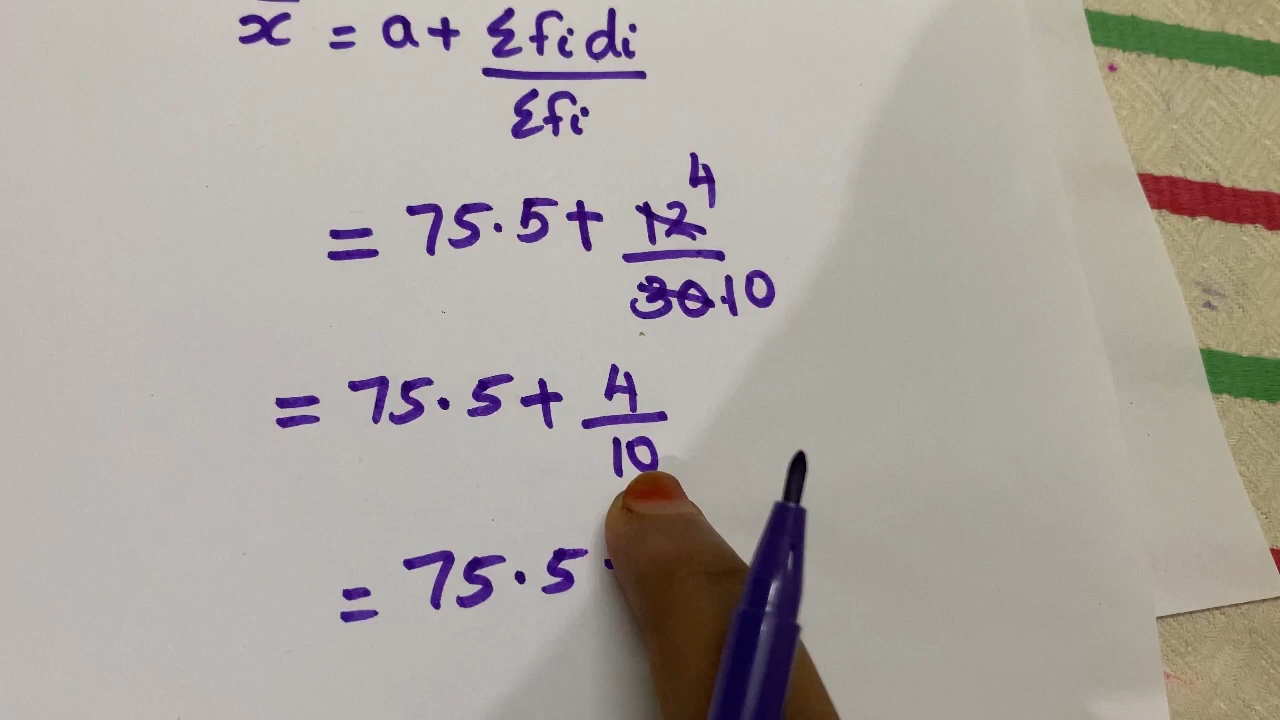 x̄ = a + Σfidi
Σfi
= 75.5 + 12 4
30 10
= 75.5 + 4
10
= 75.5